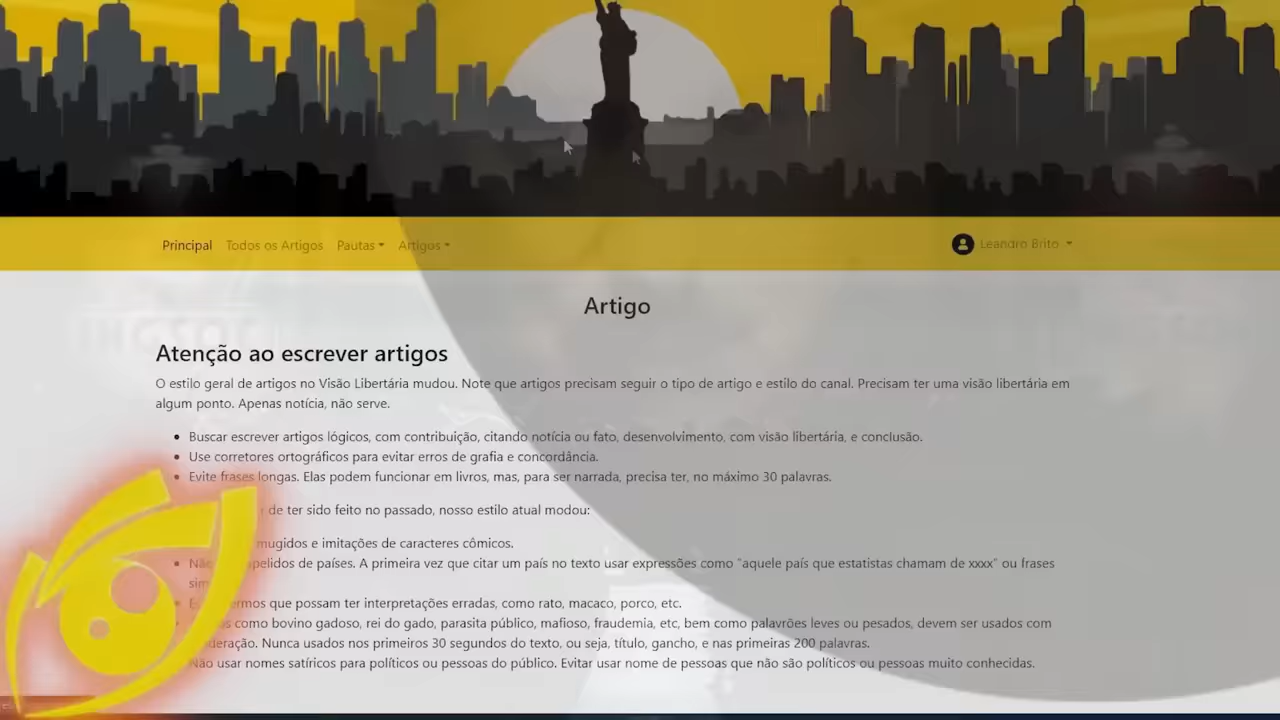 Principal Todos os Artigos Pautas Artigos Leandro Brito
Artigo
Atenção ao escrever artigos
O estilo geral de artigos no Visão Libertária mudou. Note que artigos precisam seguir o tipo de artigo e estilo do canal. Precisam ter uma visão libertária em
algum ponto. Apenas notícia, não serve.
Buscar escrever artigos lógicos, com contribuição, citando notícia ou fato, desenvolvimento, com visão libertária, e conclusão.
Use corretores ortográficos para evitar erros de grafia e concordância.
Evite frases longas. Elas podem funcionar em livros, mas, para ser narrada, precisa ter, no máximo 30 palavras.
de ter sido feito no passado, nosso estilo atual modou:
mugidos e imitações de caracteres cômicos.
de países. A primeira vez que citar um país no texto usar expressões como "aquele país que estatistas chamam de xxxx" ou frases
que possam ter interpretações erradas, como rato, macaco, porco, etc.
como bovino gadoso, rei do gado, parasita público, mafioso, fraudemia, etc, bem como palavrões leves ou pesados, devem ser usados com
Nunca usados nos primeiros 30 segundos do texto, ou seja, título, gancho, e nas primeiras 200 palavras.
Não usar nomes satíricos para políticos ou pessoas do público. Evitar usar nome de pessoas que não são políticos ou pessoas muito conhecidas.